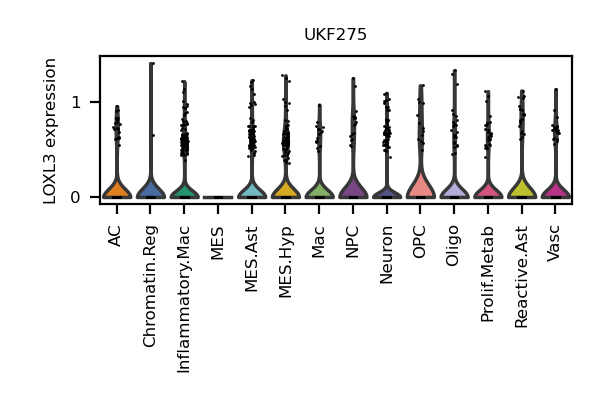 UKF275
LOXL3 expression
1
0
AC
Chromatin.Reg
Inflammatory.Mac
MES
MES.Ast
MES.Hyp
Mac
NPC
Neuron
OPC
Oligo
Prolif.Metab
Reactive.Ast
Vasc